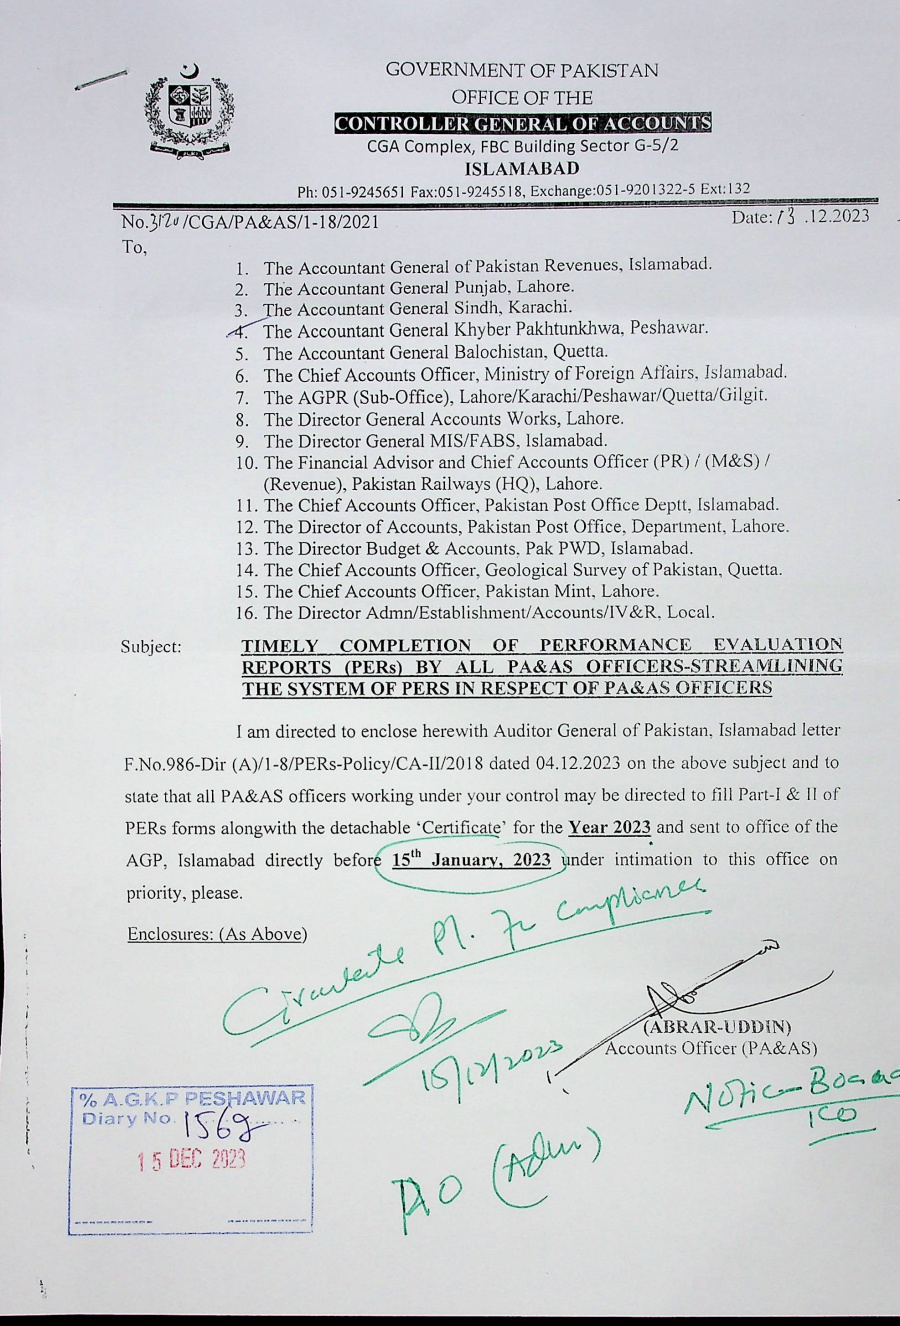 GOVERNMENT OF PAKISTAN
OFFICE OF THE
CONTROLLER GENERAL OF ACCOUNTS
CGA Complex, FBC Building Sector G-5/2
ISLAMABAD
Ph: 051-9245651 Fax:051-9245518, Exchange:051-9201322-5 Ext:132
No.3120/CGA/PA&AS/1-18/2021 Date:13.12.2023
To,
1. The Accountant General of Pakistan Revenues, Islamabad.
2. The Accountant General Punjab, Lahore.
3. The Accountant General Sindh, Karachi.
4. The Accountant General Khyber Pakhtunkhwa, Peshawar.
5. The Accountant General Balochistan, Quetta.
6. The Chief Accounts Officer, Ministry of Foreign Affairs, Islamabad.
7. The AGPR (Sub-Office), Lahore/Karachi/Peshawar/Quetta/Gilgit.
8. The Director General Accounts Works, Lahore.
9. The Director General MIS/FABS, Islamabad.
10. The Financial Advisor and Chief Accounts Officer (PR) / (M&S) /
(Revenue), Pakistan Railways (HQ), Lahore.
11. The Chief Accounts Officer, Pakistan Post Office Deptt, Islamabad.
12. The Director of Accounts, Pakistan Post Office, Department, Lahore.
13. The Director Budget & Accounts, Pak PWD, Islamabad.
14. The Chief Accounts Officer, Geological Survey of Pakistan, Quetta.
15. The Chief Accounts Officer, Pakistan Mint, Lahore.
16. The Director Admn/Establishment/Accounts/IV&R, Local.
Subject: TIMELY COMPLETION OF PERFORMANCE EVALUATION
REPORTS (PERs) BY ALL PA&AS OFFICERS-STREAMLINING
THE SYSTEM OF PERS IN RESPECT OF PA&AS OFFICERS
I am directed to enclose herewith Auditor General of Pakistan, Islamabad letter
F.No.986-Dir (A)/1-8/PERs-Policy/CA-II/2018 dated 04.12.2023 on the above subject and to
state that all PA&AS officers working under your control may be directed to fill Part-I & II of
PERs forms alongwith the detachable ‘Certificate’ for the Year 2023 and sent to office of the
AGP, Islamabad directly before 15th January, 2023 under intimation to this office on
priority, please.
Enclosures: (As Above)
Circulate Pl. For Compliance
15/12/2023
(ABRAR-UDDIN)
Accounts Officer (PA&AS)
Notice Board
% A.G.K.P PESHAWAR
Diary No. 156
15 DEC 2023
(Admn)